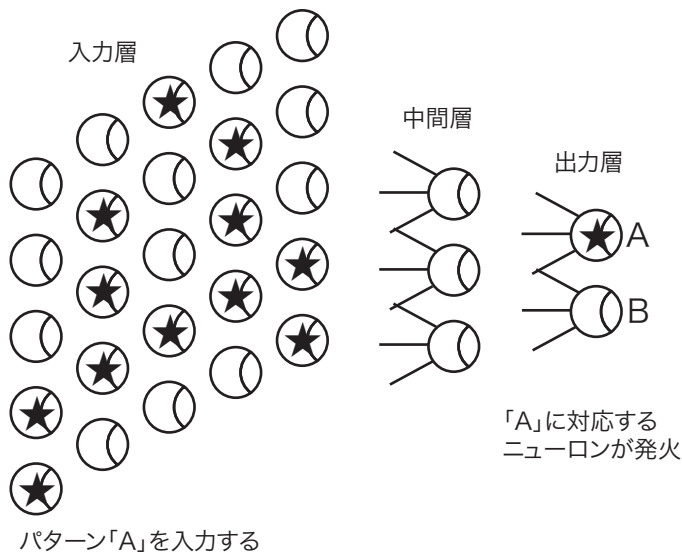 入力層
中間層
出力層
A
B
「A」に対応する
ニューロンが発火
パターン「A」を入力する